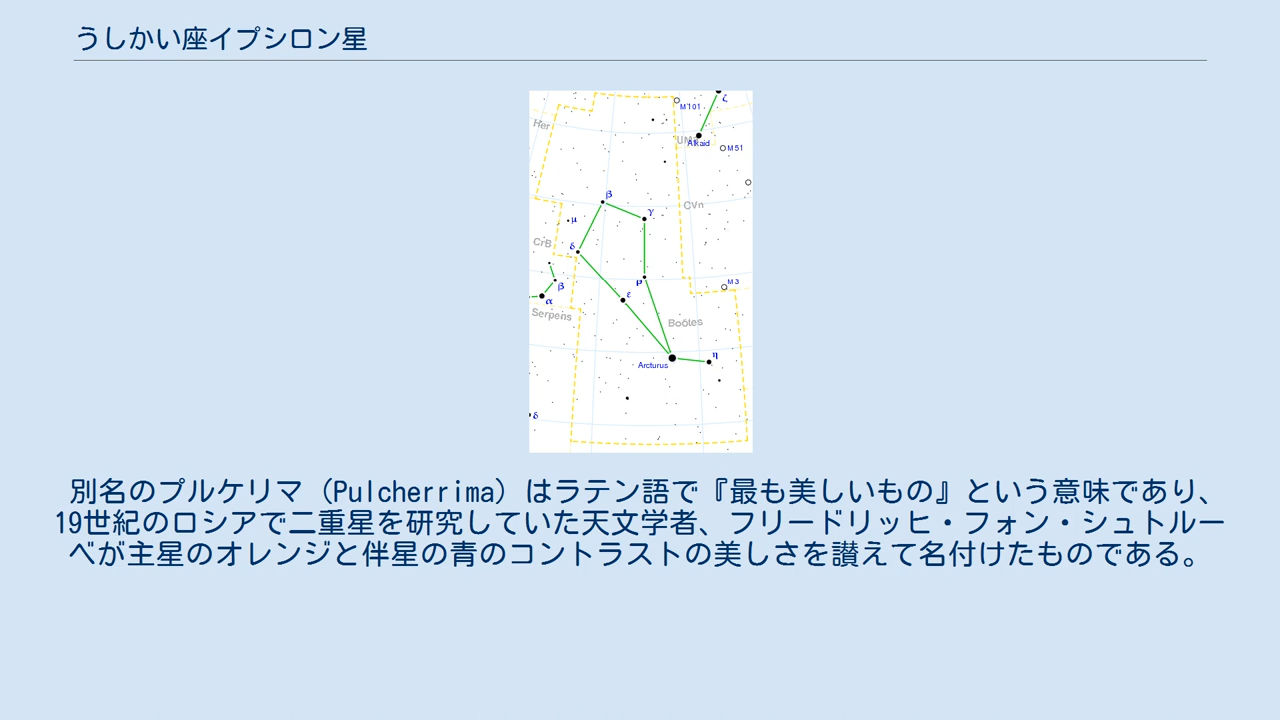 うしかい座イプシロン星
ζ
M101
Her
UMa
Alkaid
M51
β
γ
CVn
μ
CrB
δ
M3
β
ρ
ε
α
Serpens
Boötes
η
Arcturus
δ
別名のプルケリマ（Pulcherrima）はラテン語で『最も美しいもの』という意味であり、
19世紀のロシアで二重星を研究していた天文学者、フリードリッヒ・フォン・シュトルー
ベが主星のオレンジと伴星の青のコントラストの美しさを讃えて名付けたものである。